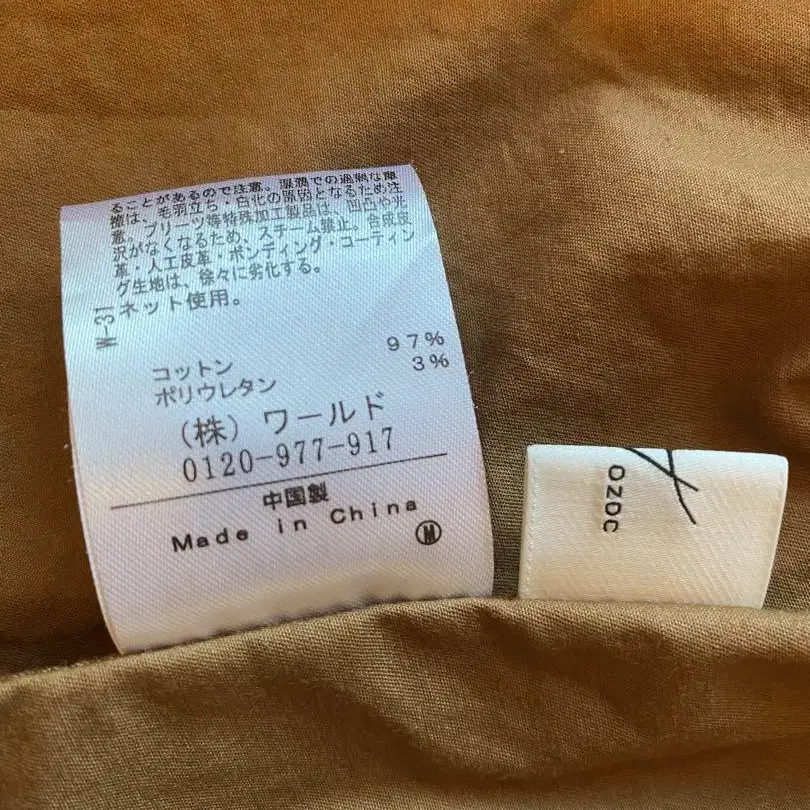 ることがあるので注意。湿潤での過激な摩
擦は、毛羽立ち・白化の原因となるため注
意。プリーツ等特殊加工製品は、凹凸や光
沢がなくなるため、スチーム禁止。合成皮
革・人工皮革・ボンディング・コーティン
グ生地は、徐々に劣化する。
ネット使用。
W-31
コットン 97%
ポリウレタン 3%
(株) ワールド
0120-977-917
中国製
Made in China
M
OZOC